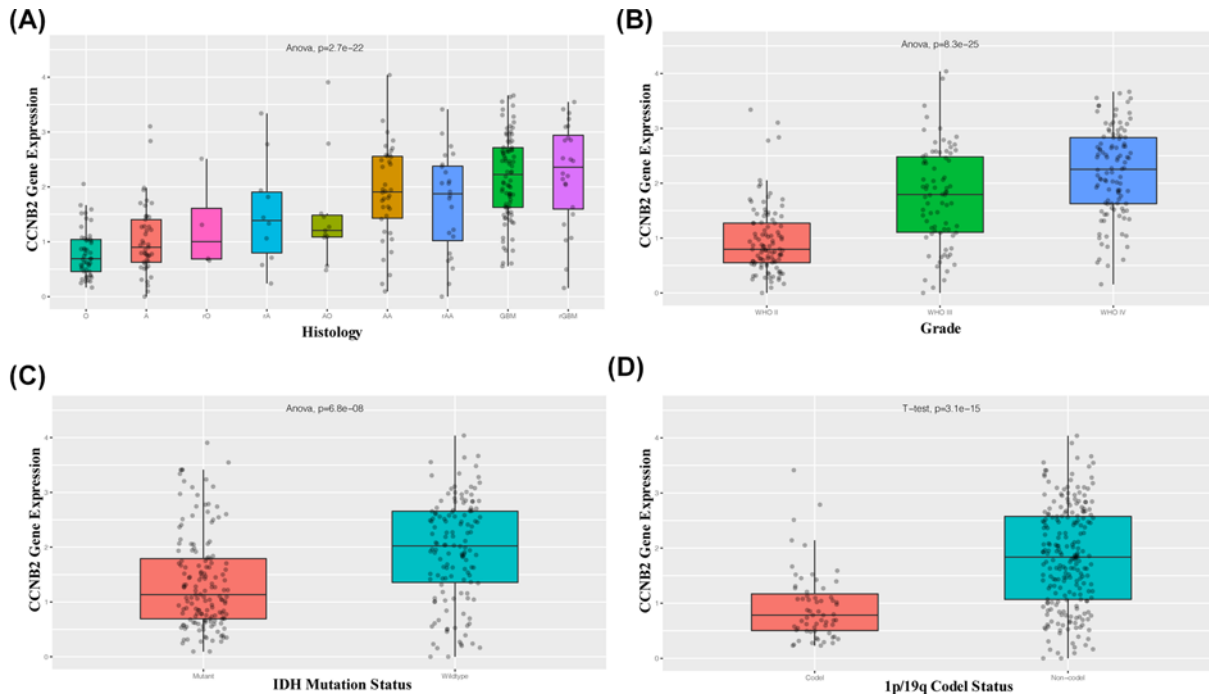 (A)
Anova, p=2.7e-22
CCNB2 Gene Expression
4
3
2
1
0
O A rO rA AO AA rAA GBM rGBM
Histology
(B)
Anova, p=8.3e-25
CCNB2 Gene Expression
4
3
2
1
0
WHO II WHO III WHO IV
Grade
(C)
Anova, p=6.8e-08
CCNB2 Gene Expression
4
3
2
1
0
Mutant Wildtype
IDH Mutation Status
(D)
T-test, p=3.1e-15
CCNB2 Gene Expression
4
3
2
1
0
Codel Non-codel
1p/19q Codel Status